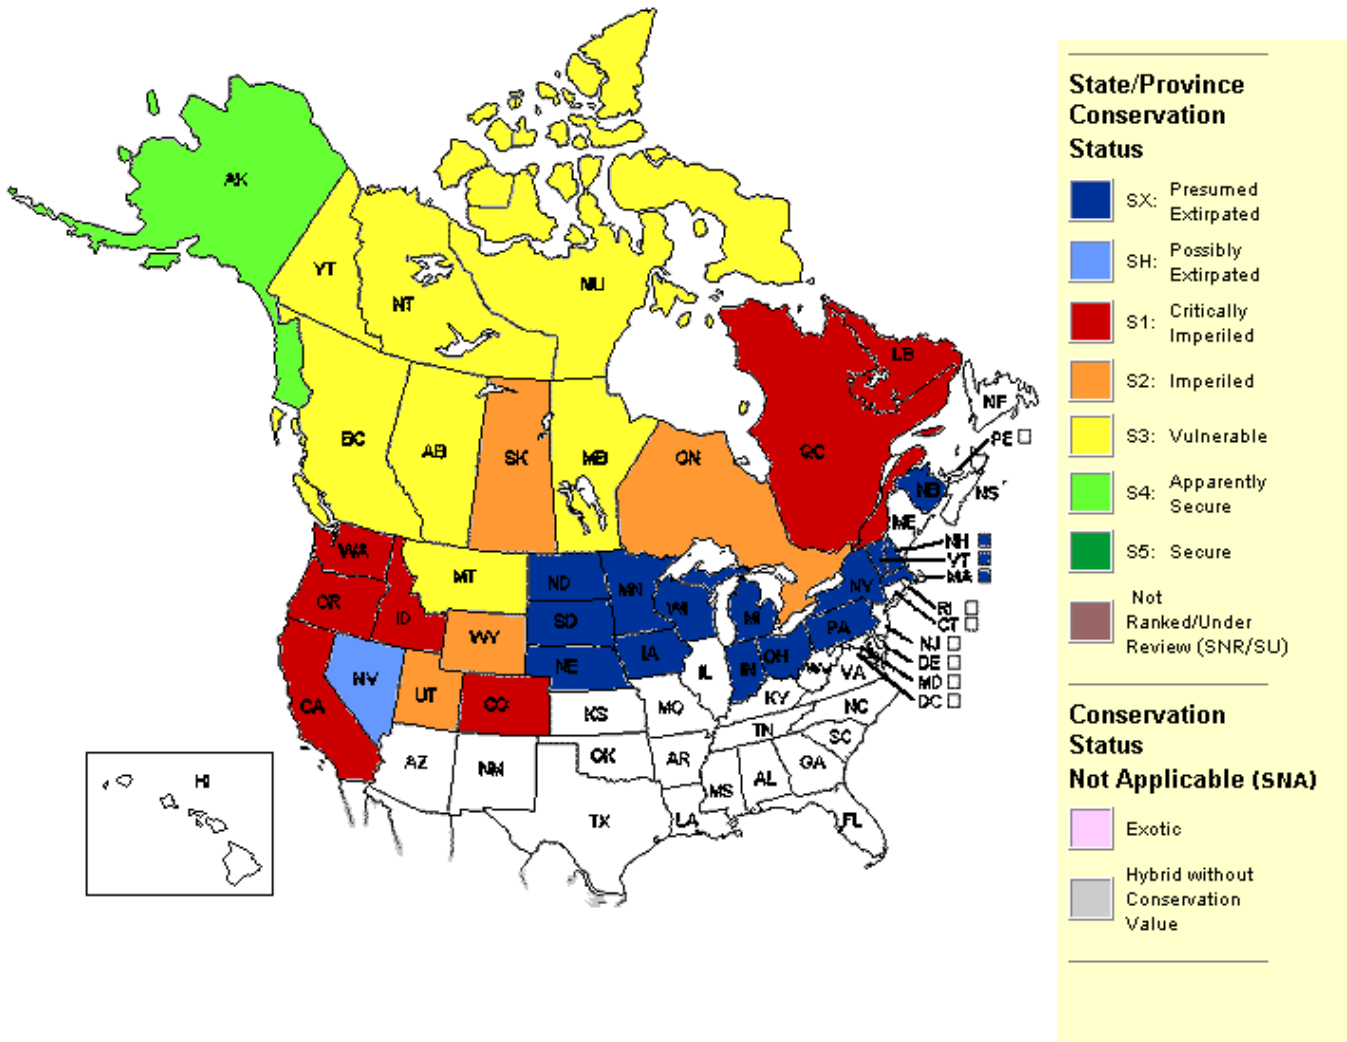 AK
YT
NT
NU
BC
AB
SK
MB
ON
QC
LB
NF
PE
NB
NS
ME
WA
OR
ID
MT
ND
SD
MN
WI
MI
NY
NH
VT
MA
RI
CT
NJ
DE
MD
DC
WY
NE
IA
PA
NV
UT
CO
CA
IL
IN
OH
WV
VA
KY
KS
MO
NC
TN
SC
AZ
NM
OK
AR
MS
AL
GA
TX
LA
FL
HI
State/Province
Conservation
Status
SX: Presumed
Extirpated
SH: Possibly
Extirpated
S1: Critically
Imperiled
S2: Imperiled
S3: Vulnerable
S4: Apparently
Secure
S5: Secure
Not
Ranked/Under
Review (SNR/SU)
Conservation
Status
Not Applicable (SNA)
Exotic
Hybrid without
Conservation
Value